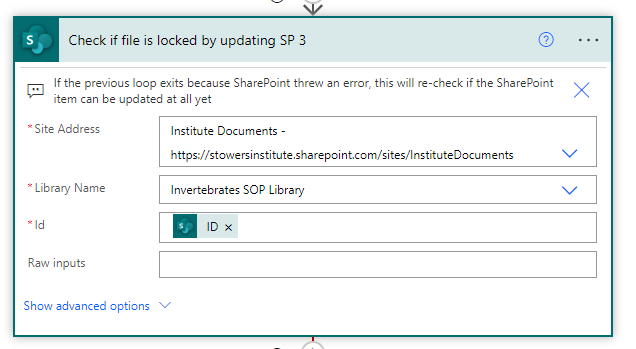 Check if file is locked by updating SP 3
If the previous loop exits because SharePoint threw an error, this will re-check if the SharePoint
item can be updated at all yet
* Site Address
Institute Documents -
https://stowersinstitute.sharepoint.com/sites/InstituteDocuments
* Library Name
Invertebrates SOP Library
* Id
ID ×
Raw inputs
Show advanced options